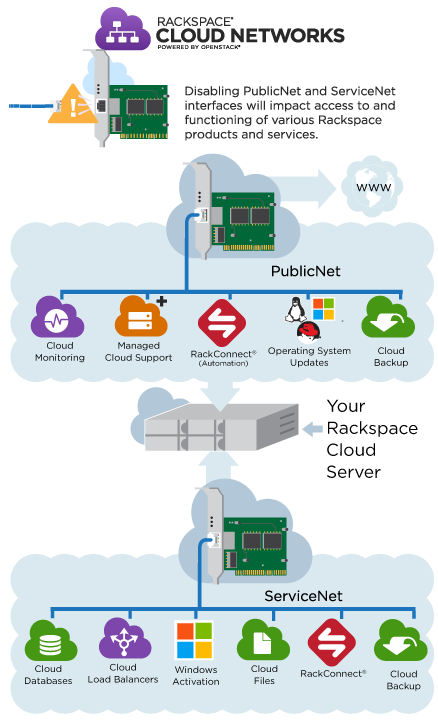 RACKSPACE®
CLOUD NETWORKS
POWERED BY OPENSTACK®
Disabling PublicNet and ServiceNet
interfaces will impact access to and
functioning of various Rackspace
products and services.
www
PublicNet
Cloud
Monitoring
Managed
Cloud Support
RackConnect®
(Automation)
Operating System
Updates
Cloud
Backup
Your
Rackspace
Cloud
Server
ServiceNet
Cloud
Databases
Cloud
Load Balancers
Windows
Activation
Cloud
Files
RackConnect®
Cloud
Backup